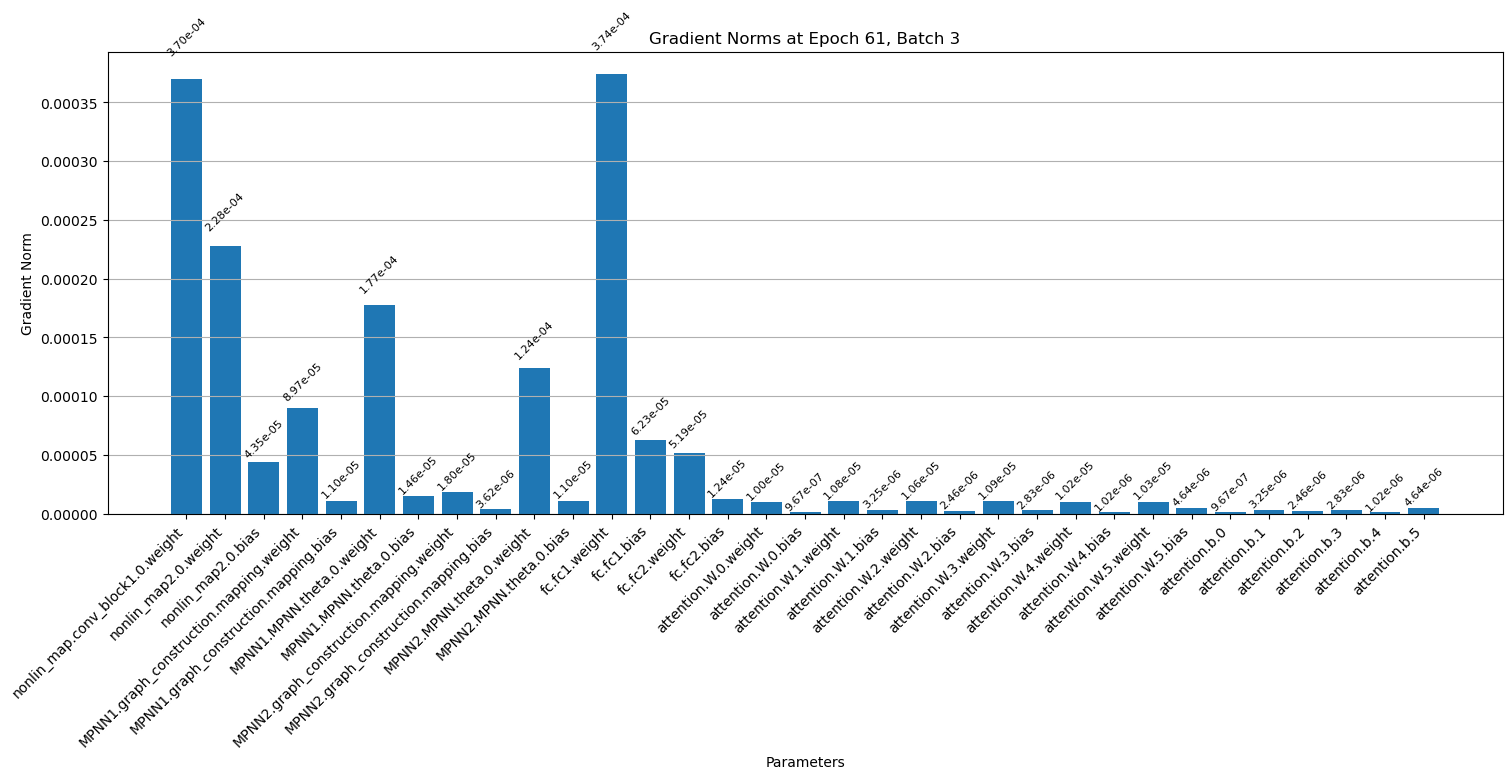 Gradient Norms at Epoch 61, Batch 3
Gradient Norm
0.00035
0.00030
0.00025
0.00020
0.00015
0.00010
0.00005
0.00000
3.70e-04
2.28e-04
4.35e-05
8.97e-05
1.10e-05
1.77e-04
1.46e-05
1.80e-05
3.62e-06
1.24e-04
1.10e-05
3.74e-04
6.23e-05
5.19e-05
1.24e-05
1.00e-05
9.67e-07
1.08e-05
3.25e-06
1.06e-05
2.46e-06
1.09e-05
2.83e-06
1.02e-05
1.02e-06
1.03e-05
4.64e-06
9.67e-07
3.25e-06
2.46e-06
2.83e-06
1.02e-06
4.64e-06
nonlin_map.conv_block1.0.weight
nonlin_map2.0.weight
nonlin_map2.0.bias
MPNN1.graph_construction.mapping.weight
MPNN1.graph_construction.mapping.bias
MPNN1.MPNN.theta.0.weight
MPNN1.MPNN.theta.0.bias
MPNN2.graph_construction.mapping.weight
MPNN2.graph_construction.mapping.bias
MPNN2.MPNN.theta.0.weight
MPNN2.MPNN.theta.0.bias
fc.fc1.weight
fc.fc1.bias
fc.fc2.weight
fc.fc2.bias
attention.W.0.weight
attention.W.0.bias
attention.W.1.weight
attention.W.1.bias
attention.W.2.weight
attention.W.2.bias
attention.W.3.weight
attention.W.3.bias
attention.W.4.weight
attention.W.4.bias
attention.W.5.weight
attention.W.5.bias
attention.b.0
attention.b.1
attention.b.2
attention.b.3
attention.b.4
attention.b.5
Parameters